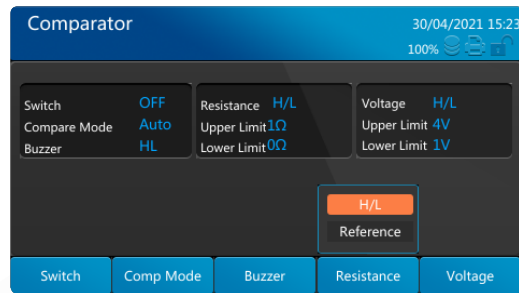 Comparator
30/04/2021 15:23
100%
Switch OFF
Compare Mode Auto
Buzzer HL
Resistance H/L
Upper Limit 1Ω
Lower Limit 0Ω
Voltage H/L
Upper Limit 4V
Lower Limit 1V
H/L
Reference
Switch Comp Mode Buzzer Resistance Voltage